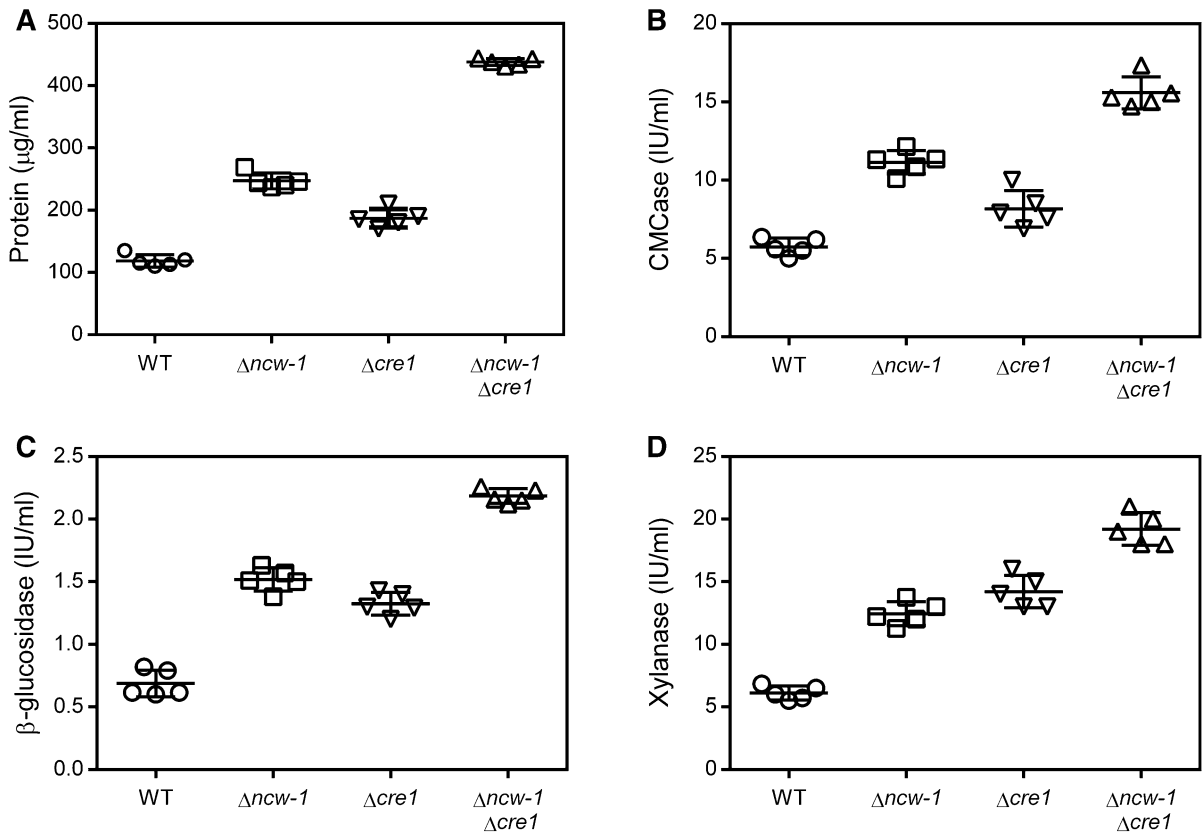 A
Protein (μg/ml)
500
400
300
200
100
0
WT
Δncw-1
Δcre1
Δncw-1
Δcre1
B
CMCase (IU/ml)
20
15
10
5
0
WT
Δncw-1
Δcre1
Δncw-1
Δcre1
C
β-glucosidase (IU/ml)
2.5
2.0
1.5
1.0
0.5
0.0
WT
Δncw-1
Δcre1
Δncw-1
Δcre1
D
Xylanase (IU/ml)
25
20
15
10
5
0
WT
Δncw-1
Δcre1
Δncw-1
Δcre1